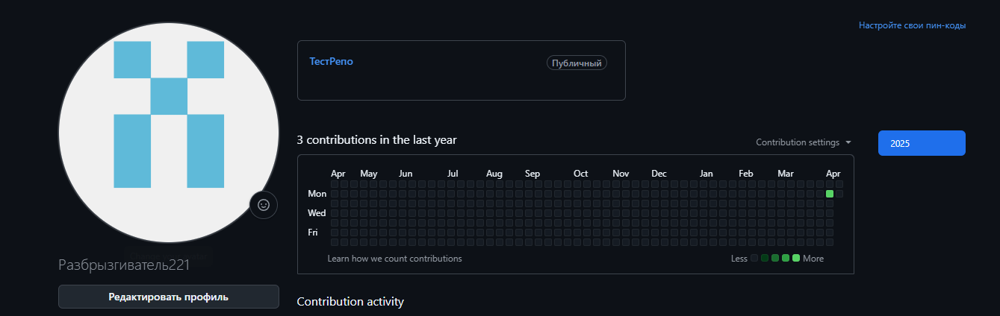 Настройте свои пин-коды
ТестРепо
Публичный
3 contributions in the last year
Contribution settings
2025
Apr May Jun Jul Aug Sep Oct Nov Dec Jan Feb Mar Apr
Mon
Wed
Fri
Learn how we count contributions
Less More
Разбрызгиватель221
Редактировать профиль
Contribution activity